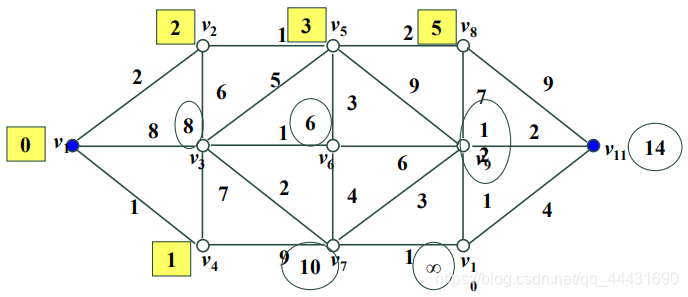 2 v2 1 3 v5 2 5 v8
2 6 5 3 9 7 9
0 v1 8 8 v3 1 6 v6 6 12 v9 2 v11 14
1 7 2 4 3 1 4
1 v4 9 10 v7 1 ∞ v10
https://blog.csdn.net/qq_44431690